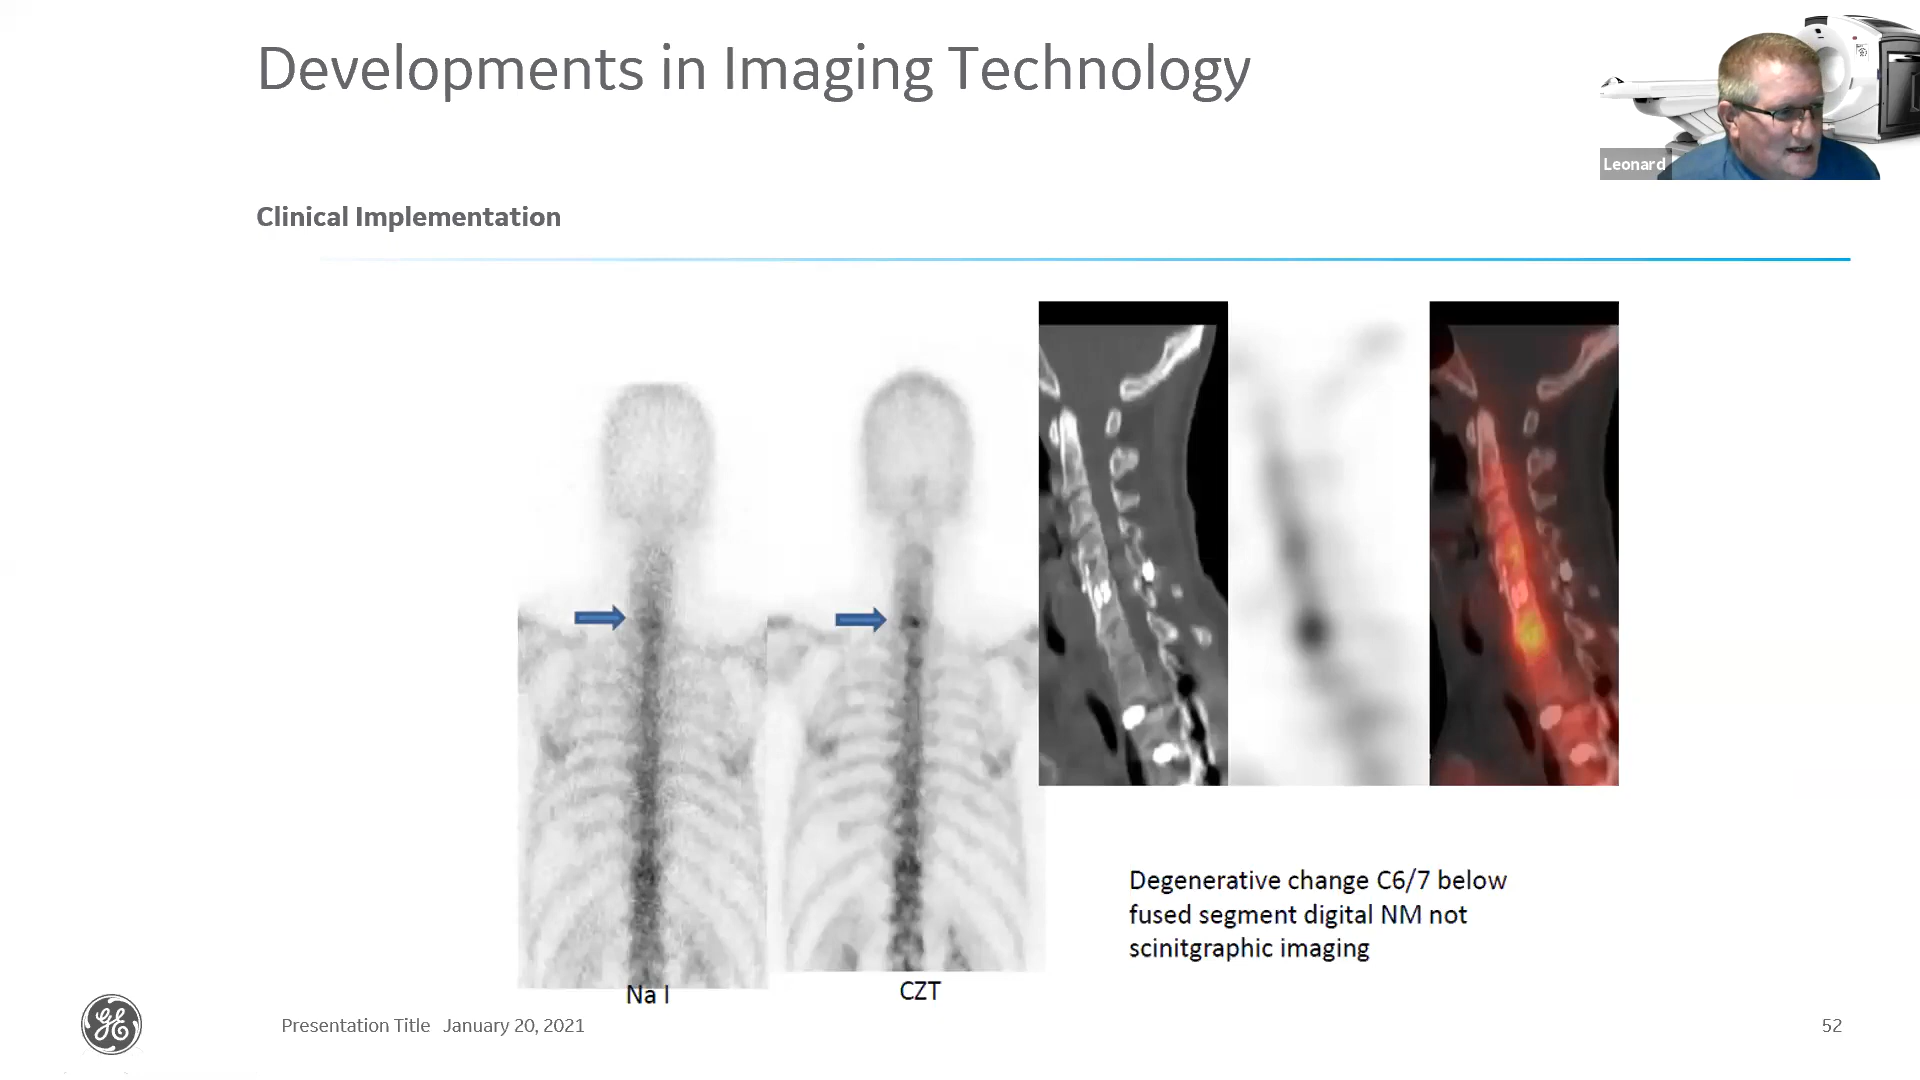 Developments in Imaging Technology
Leonard
Clinical Implementation
Degenerative change C6/7 below
fused segment digital NM not
scinitgraphic imaging
Na I
CZT
GE
Presentation Title January 20, 2021
52